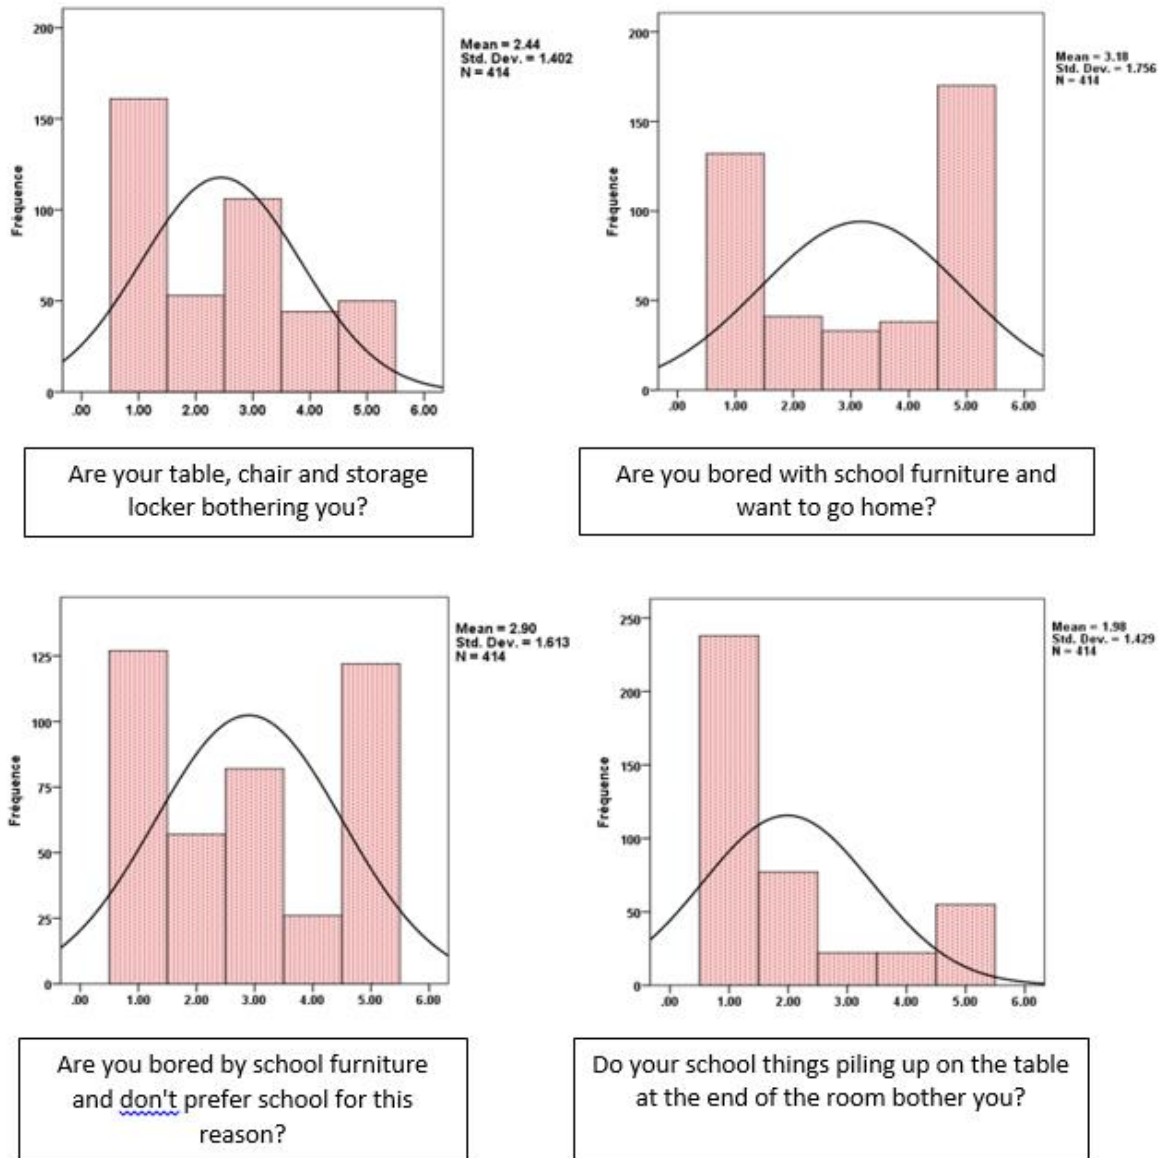 200
150
100
50
0
Fréquence
.00 1.00 2.00 3.00 4.00 5.00 6.00
Mean = 2.44
Std. Dev. = 1.402
N = 414
Are your table, chair and storage
locker bothering you?
200
150
100
50
0
Fréquence
.00 1.00 2.00 3.00 4.00 5.00 6.00
Mean = 3.18
Std. Dev. = 1.756
N = 414
Are you bored with school furniture and
want to go home?
125
100
75
50
25
0
Fréquence
.00 1.00 2.00 3.00 4.00 5.00 6.00
Mean = 2.90
Std. Dev. = 1.613
N = 414
Are you bored by school furniture
and don't prefer school for this
reason?
250
200
150
100
50
0
Fréquence
.00 1.00 2.00 3.00 4.00 5.00 6.00
Mean = 1.98
Std. Dev. = 1.429
N = 414
Do your school things piling up on the table
at the end of the room bother you?